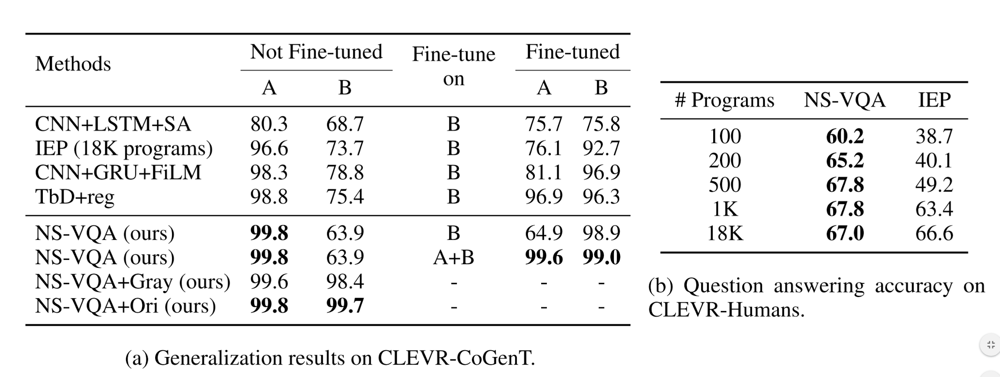 Methods Not Fine-tuned Fine-tune on Fine-tuned
A B A B
CNN+LSTM+SA 80.3 68.7 B 75.7 75.8
IEP (18K programs) 96.6 73.7 B 76.1 92.7
CNN+GRU+FiLM 98.3 78.8 B 81.1 96.9
TbD+reg 98.8 75.4 B 96.9 96.3
NS-VQA (ours) 99.8 63.9 B 64.9 98.9
NS-VQA (ours) 99.8 63.9 A+B 99.6 99.0
NS-VQA+Gray (ours) 99.6 98.4 - - -
NS-VQA+Ori (ours) 99.8 99.7 - - -
(a) Generalization results on CLEVR-CoGenT.
# Programs NS-VQA IEP
100 60.2 38.7
200 65.2 40.1
500 67.8 49.2
1K 67.8 63.4
18K 67.0 66.6
(b) Question answering accuracy on
CLEVR-Humans.